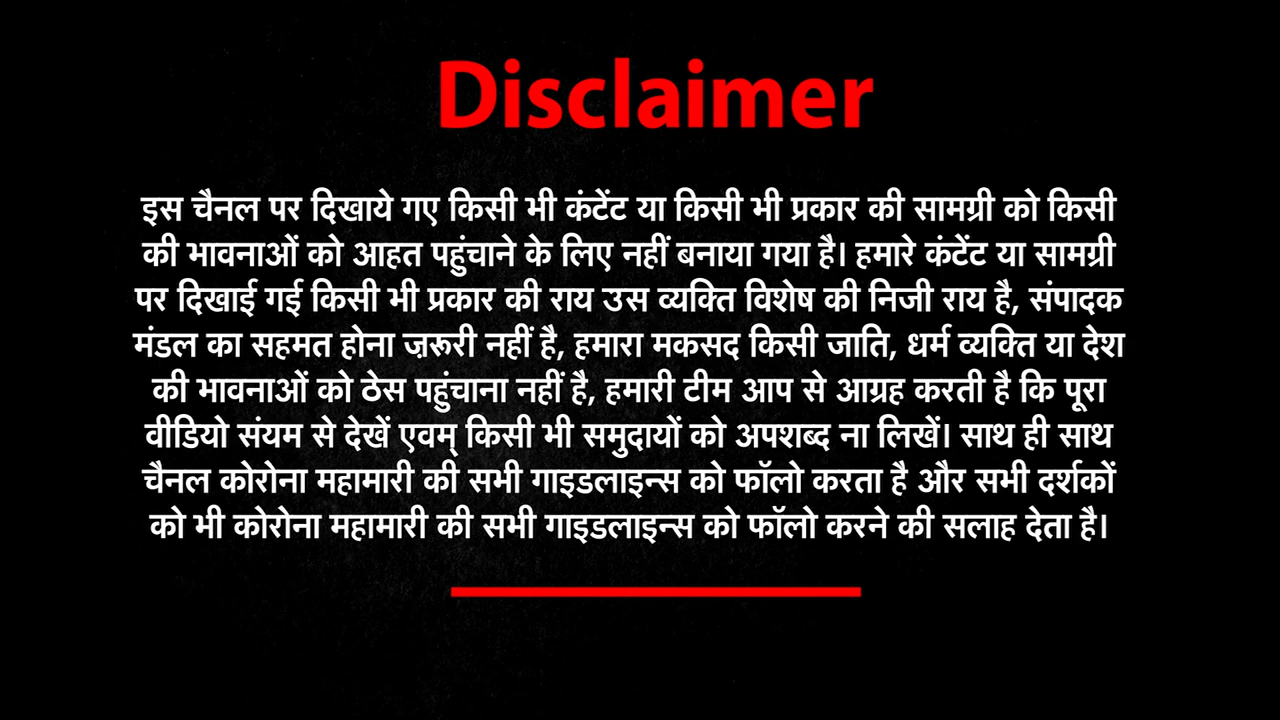 Disclaimer
इस चैनल पर दिखाये गए किसी भी कंटेंट या किसी भी प्रकार की सामग्री को किसी
की भावनाओं को आहत पहुंचाने के लिए नहीं बनाया गया है। हमारे कंटेंट या सामग्री
पर दिखाई गई किसी भी प्रकार की राय उस व्यक्ति विशेष की निजी राय है, संपादक
मंडल का सहमत होना ज़रूरी नहीं है, हमारा मकसद किसी जाति, धर्म व्यक्ति या देश
की भावनाओं को ठेस पहुंचाना नहीं है, हमारी टीम आप से आग्रह करती है कि पूरा
वीडियो संयम से देखें एवम् किसी भी समुदायों को अपशब्द ना लिखें। साथ ही साथ
चैनल कोरोना महामारी की सभी गाइडलाइन्स को फॉलो करता है और सभी दर्शकों
को भी कोरोना महामारी की सभी गाइडलाइन्स को फॉलो करने की सलाह देता है।